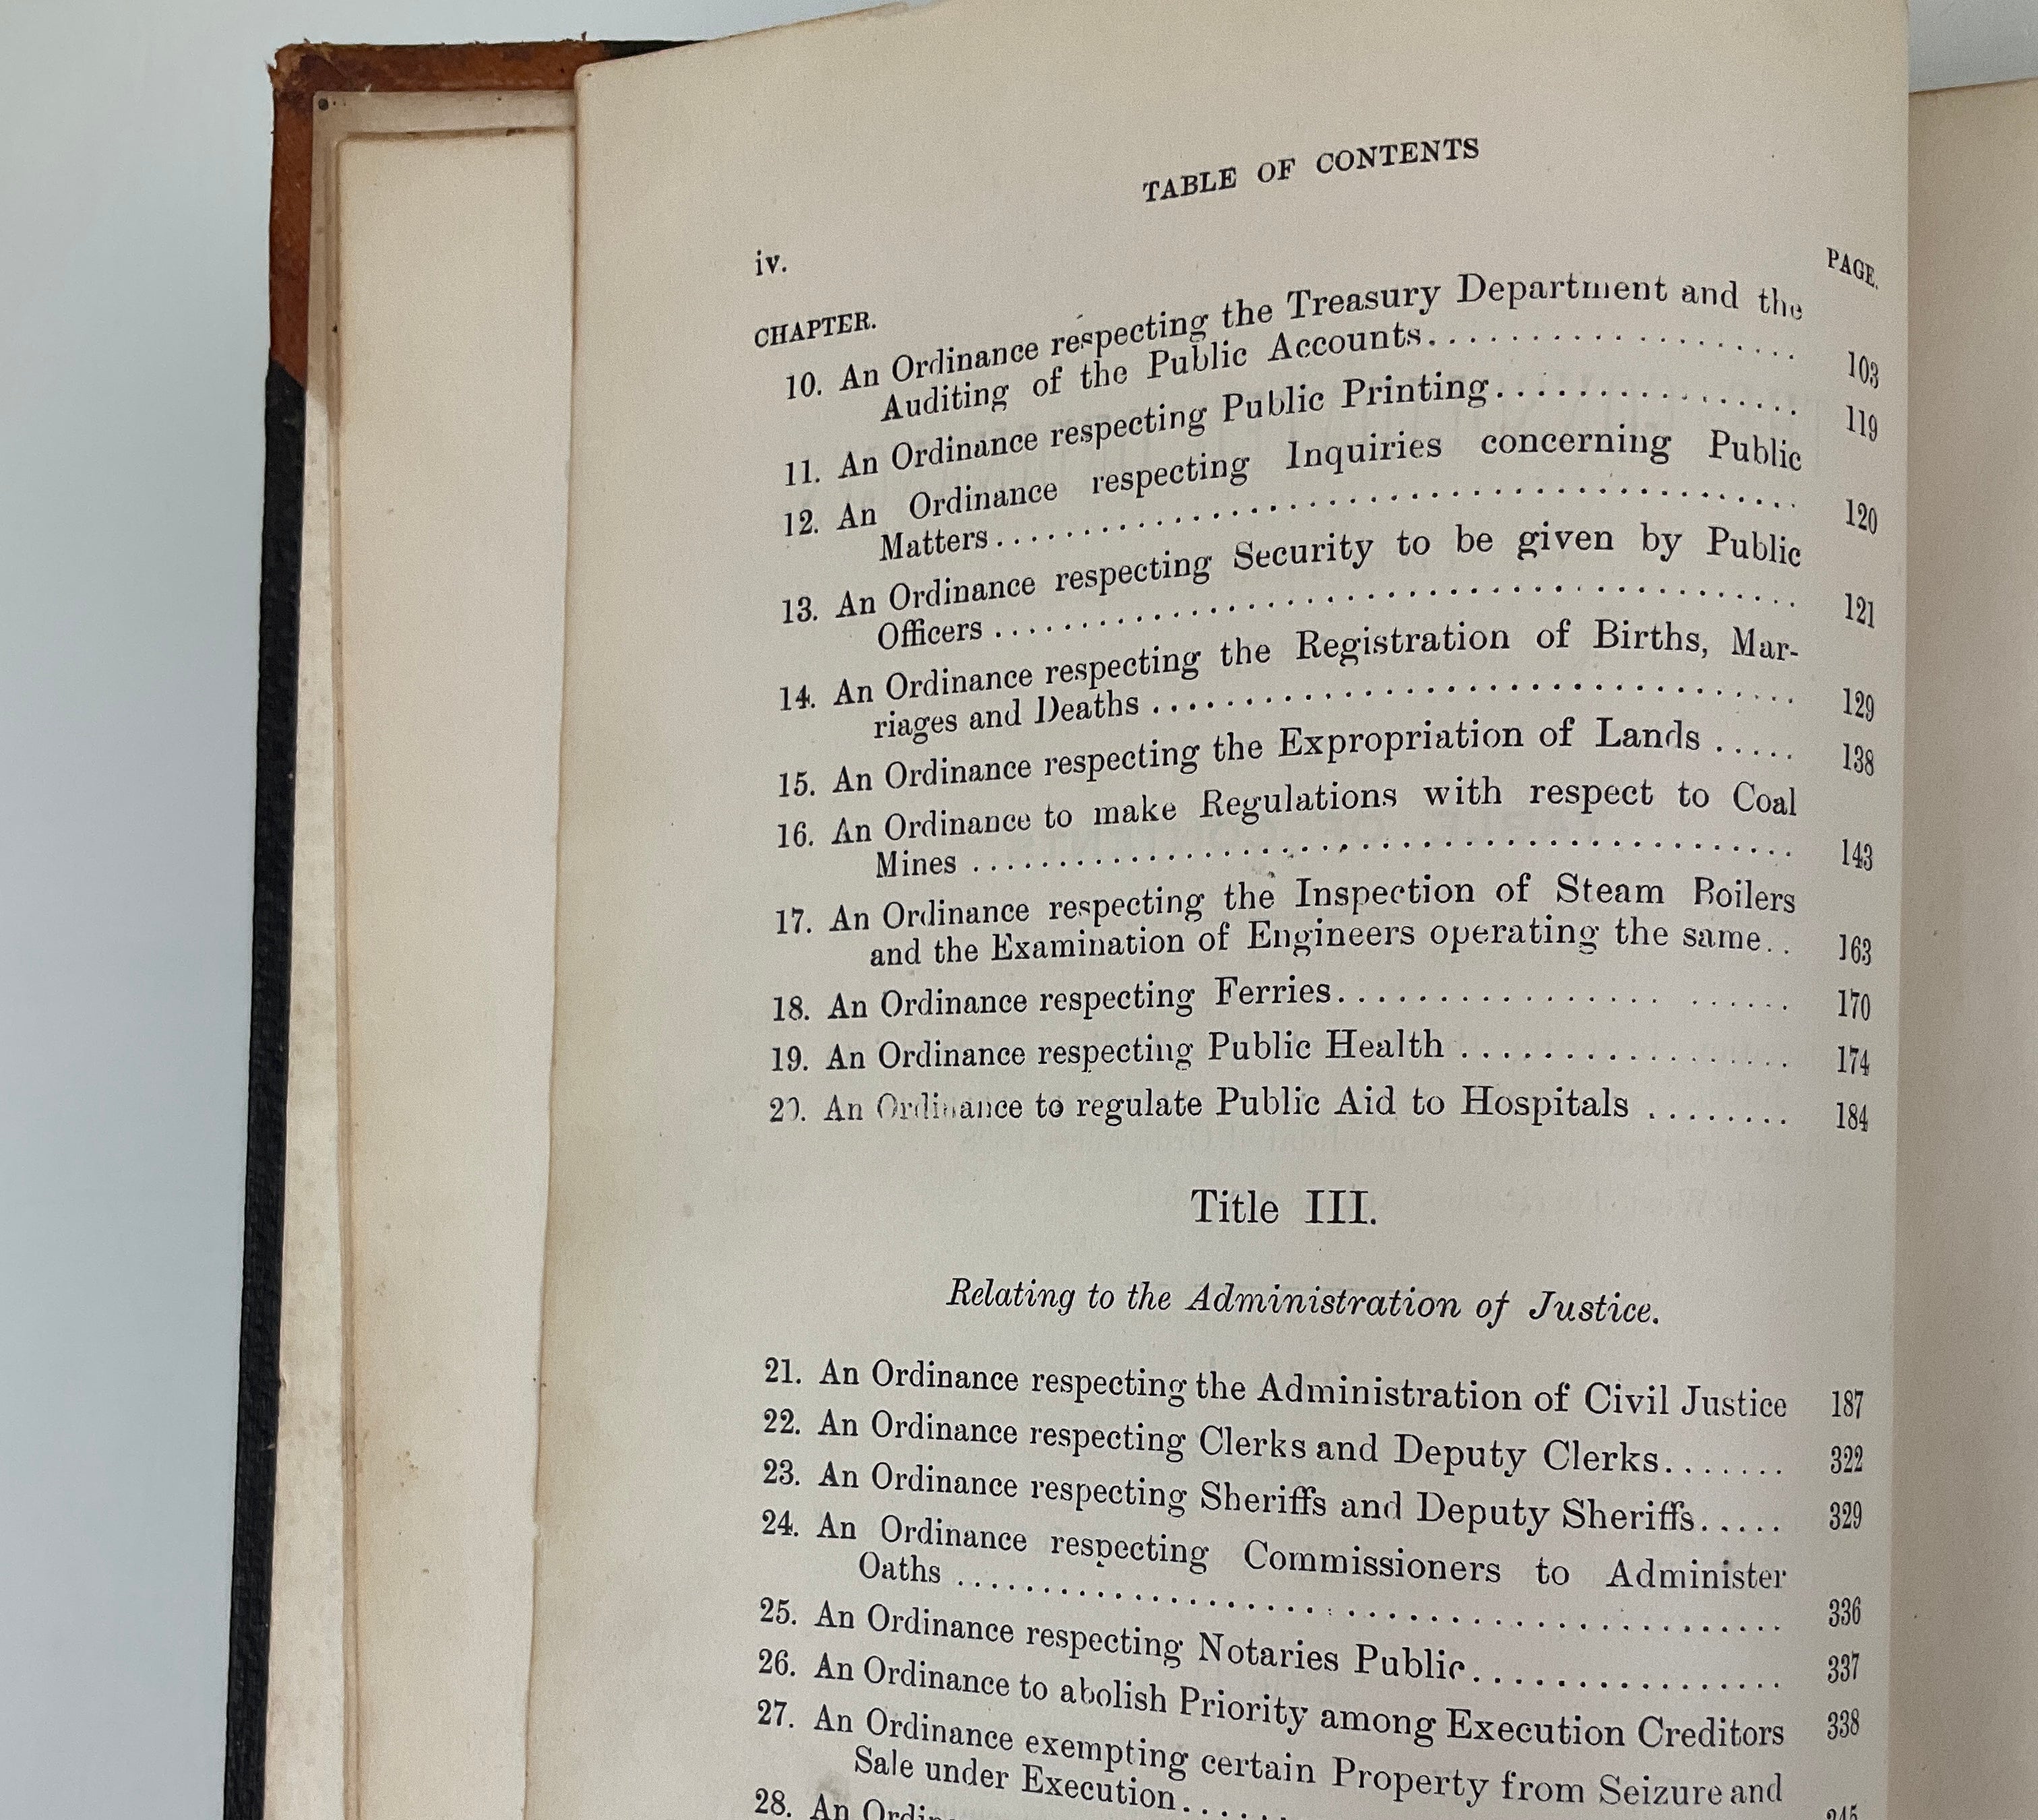 TABLE OF CONTENTS
iv.
PAGE.
CHAPTER.
10. An Ordinance respecting the Treasury Department and the
Auditing of the Public Accounts.................... 103
11. An Ordinance respecting Public Printing................ 119
12. An Ordinance respecting Inquiries concerning Public
Matters........................................ 120
13. An Ordinance respecting Security to be given by Public
Officers ........................................ 121
14. An Ordinance respecting the Registration of Births, Mar-
riages and Deaths ................................ 129
15. An Ordinance respecting the Expropriation of Lands ..... 138
16. An Ordinance to make Regulations with respect to Coal
Mines ......................................... 143
17. An Ordinance respecting the Inspection of Steam Boilers
and the Examination of Engineers operating the same.. 163
18. An Ordinance respecting Ferries...................... 170
19. An Ordinance respecting Public Health ................. 174
20. An Ordinance to regulate Public Aid to Hospitals ........ 184
Title III.
Relating to the Administration of Justice.
21. An Ordinance respecting the Administration of Civil Justice 187
22. An Ordinance respecting Clerks and Deputy Clerks....... 322
23. An Ordinance respecting Sheriffs and Deputy Sheriffs..... 329
24. An Ordinance respecting Commissioners to Administer
Oaths ......................................... 336
25. An Ordinance respecting Notaries Public................ 337
26. An Ordinance to abolish Priority among Execution Creditors 338
27. An Ordinance exempting certain Property from Seizure and
Sale under Execution......
28. An